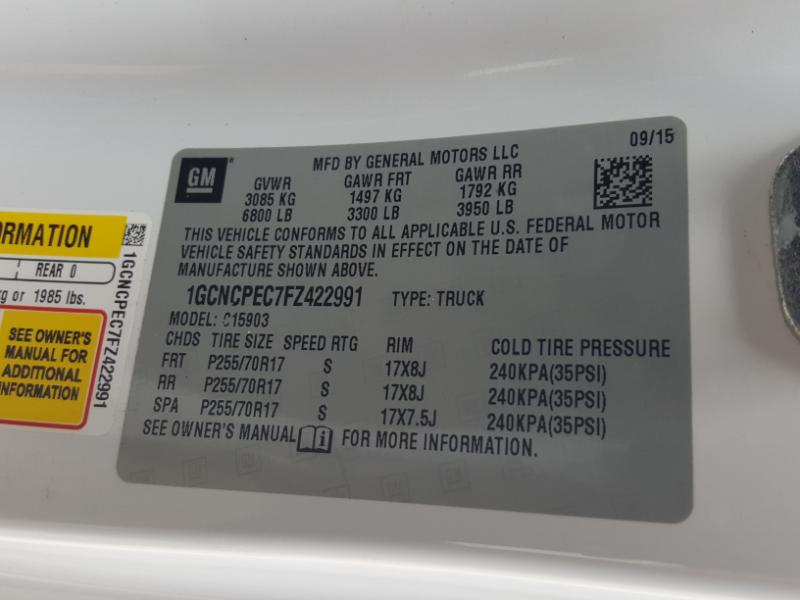 ORMATION
REAR 0
kg or 1985 lbs.
SEE OWNER'S
MANUAL FOR
ADDITIONAL
INFORMATION
1GCNCPEC7FZ422991
GM
MFD BY GENERAL MOTORS LLC
09/15
GVWR GAWR FRT GAWR RR
3085 KG 1497 KG 1792 KG
6800 LB 3300 LB 3950 LB
THIS VEHICLE CONFORMS TO ALL APPLICABLE U.S. FEDERAL MOTOR
VEHICLE SAFETY STANDARDS IN EFFECT ON THE DATE OF
MANUFACTURE SHOWN ABOVE.
1GCNCPEC7FZ422991 TYPE: TRUCK
MODEL: C15903
CHDS TIRE SIZE SPEED RTG RIM COLD TIRE PRESSURE
FRT P255/70R17 S 17X8J 240KPA(35PSI)
RR P255/70R17 S 17X8J 240KPA(35PSI)
SPA P255/70R17 S 17X7.5J 240KPA(35PSI)
SEE OWNER'S MANUAL i FOR MORE INFORMATION.